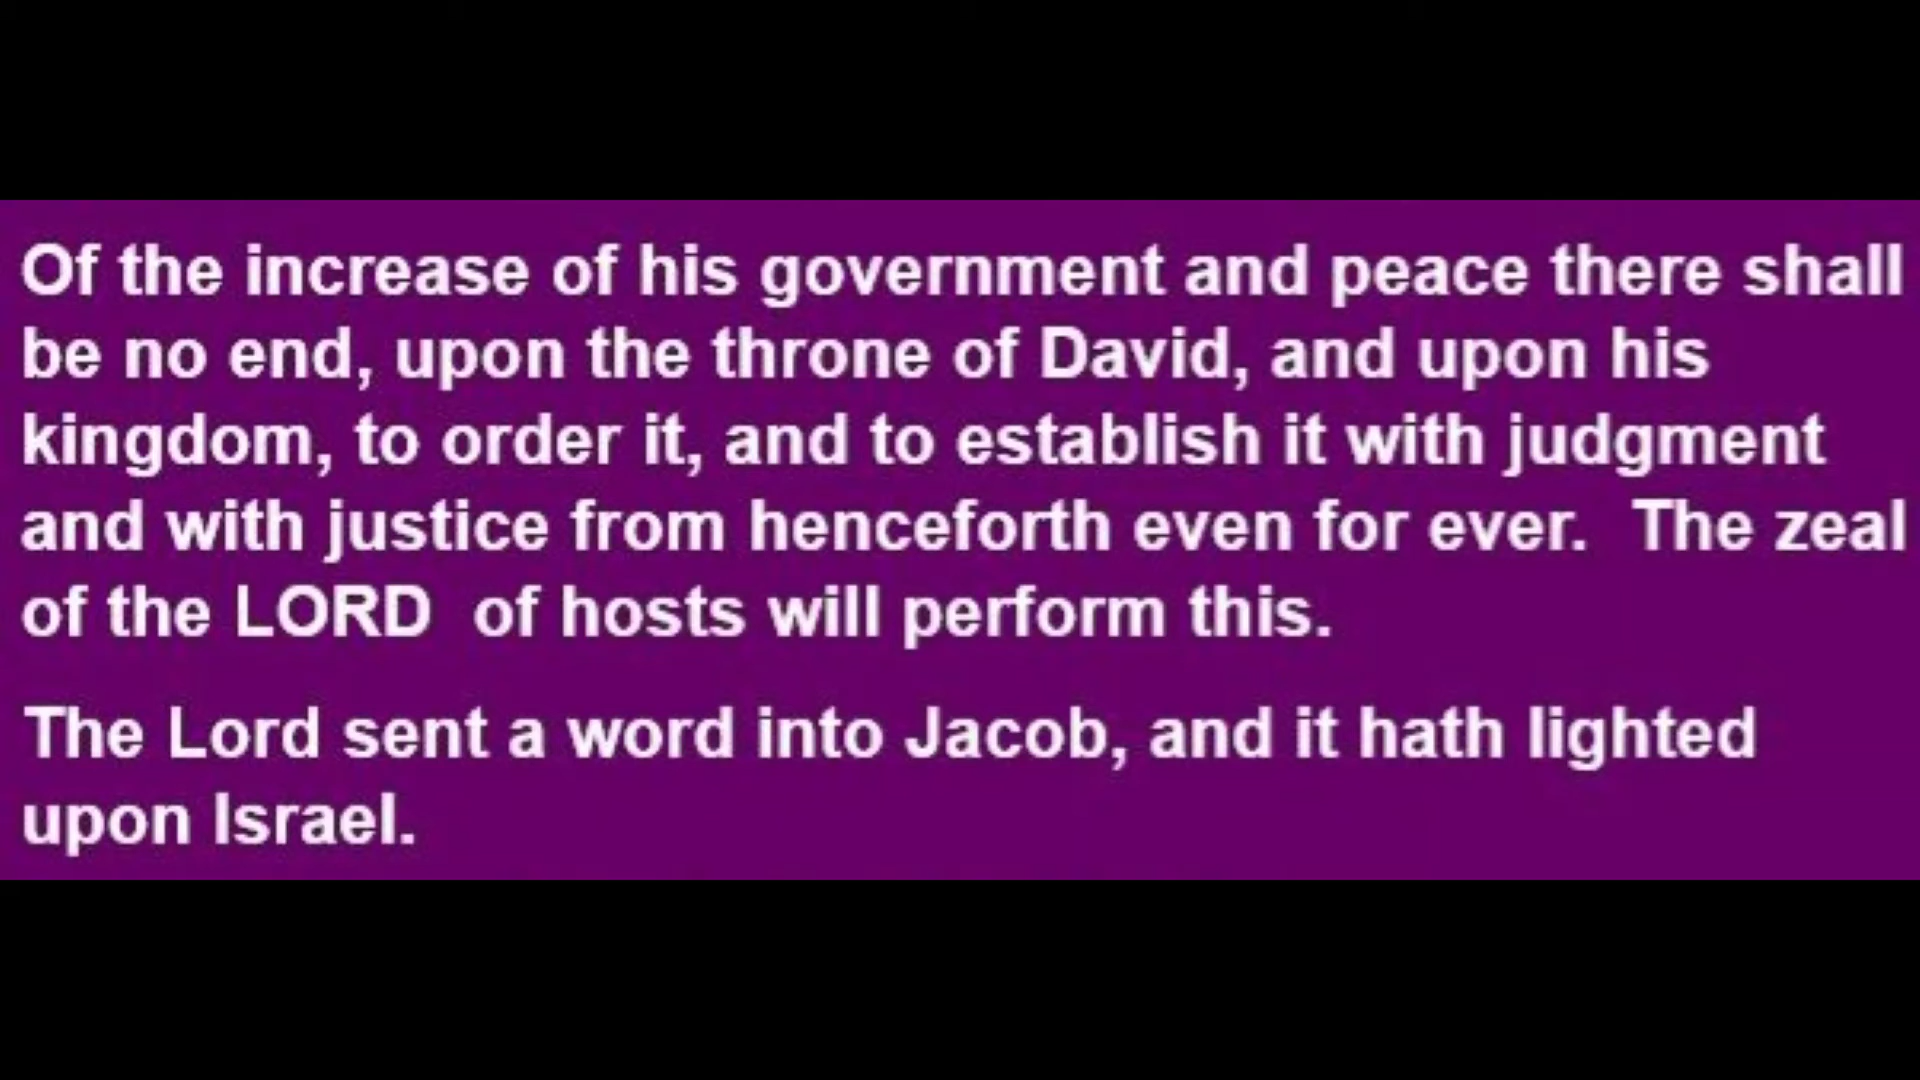 Of the increase of his government and peace there shall
be no end, upon the throne of David, and upon his
kingdom, to order it, and to establish it with judgment
and with justice from henceforth even for ever.  The zeal
of the LORD  of hosts will perform this.
The Lord sent a word into Jacob, and it hath lighted
upon Israel.